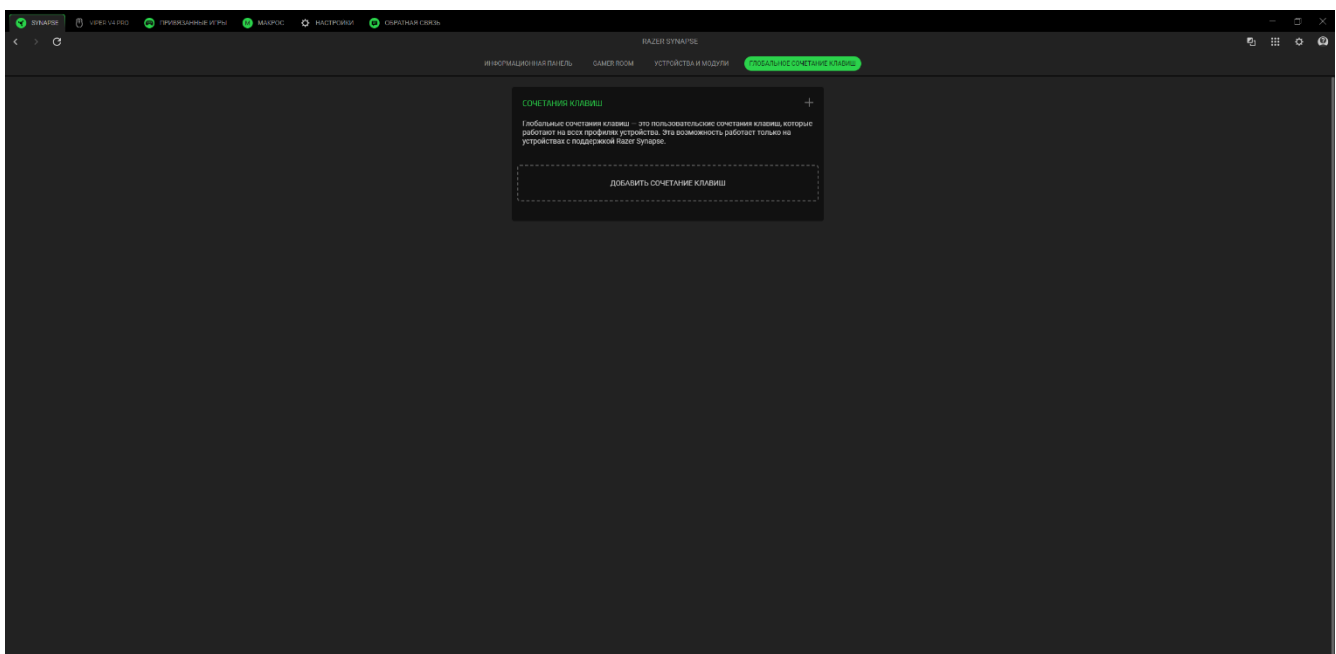 SYNAPSE VIPER V4 PRO ПРИВЯЗАННЫЕ ИГРЫ МАКРОС НАСТРОЙКИ ОБРАТНАЯ СВЯЗЬ
RAZER SYNAPSE
ИНФОРМАЦИОННАЯ ПАНЕЛЬ GAMER ROOM УСТРОЙСТВА И МОДУЛИ ГЛОБАЛЬНОЕ СОЧЕТАНИЕ КЛАВИШ
СОЧЕТАНИЯ КЛАВИШ
Глобальные сочетания клавиш — это пользовательские сочетания клавиш, которые
работают на всех профилях устройства. Эта возможность работает только на
устройствах с поддержкой Razer Synapse.
ДОБАВИТЬ СОЧЕТАНИЕ КЛАВИШ